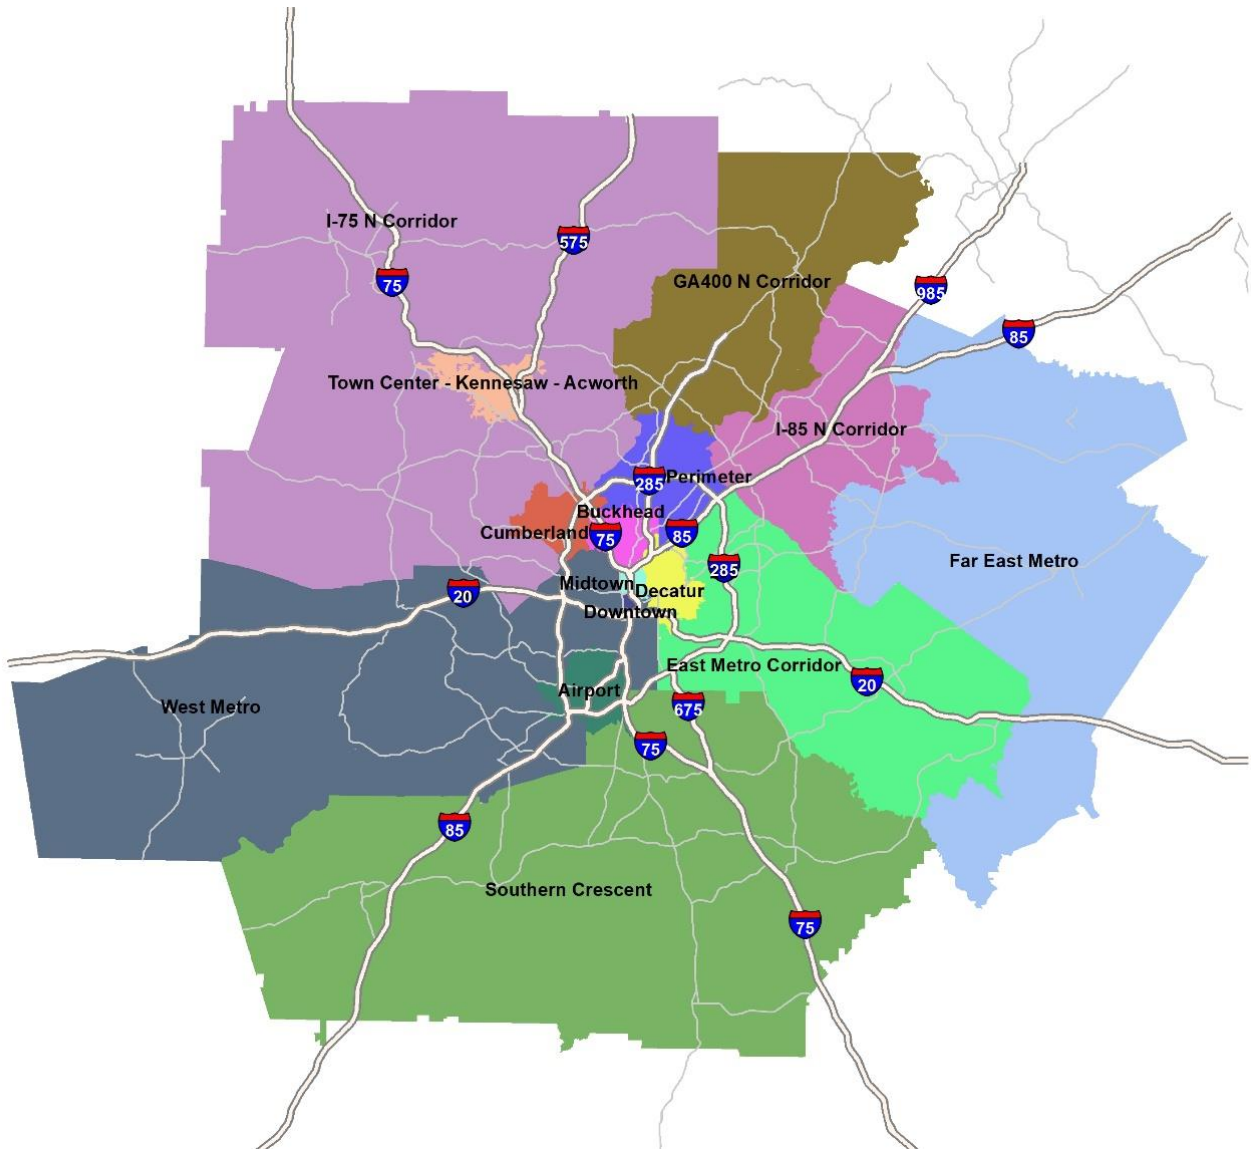 I-75 N Corridor
575
75
GA400 N Corridor
985
85
Town Center - Kennesaw - Acworth
I-85 N Corridor
285
Perimeter
Buckhead
Cumberland
75
85
285
Far East Metro
20
Midtown
Decatur
Downtown
East Metro Corridor
20
Airport
West Metro
675
75
85
Southern Crescent
75